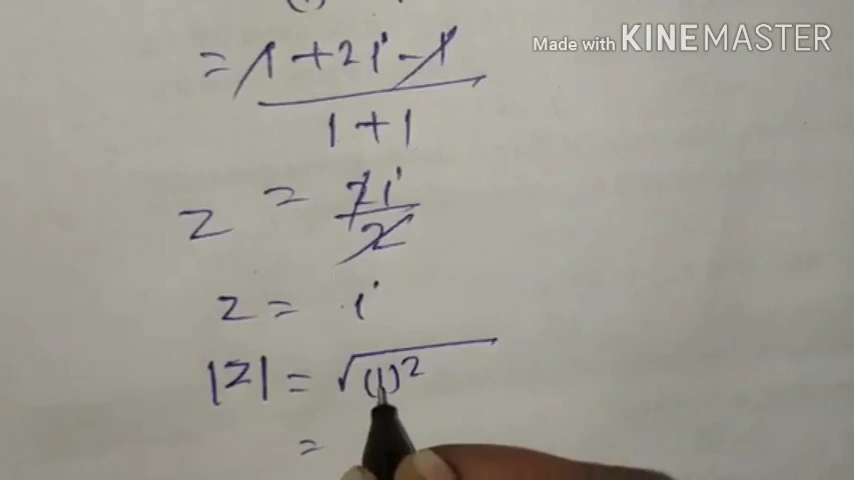 Made with KINEMASTER
= 1 + 2i - 1
1 + 1
z = 2i
2
z = i
|z| = √(1)²
=